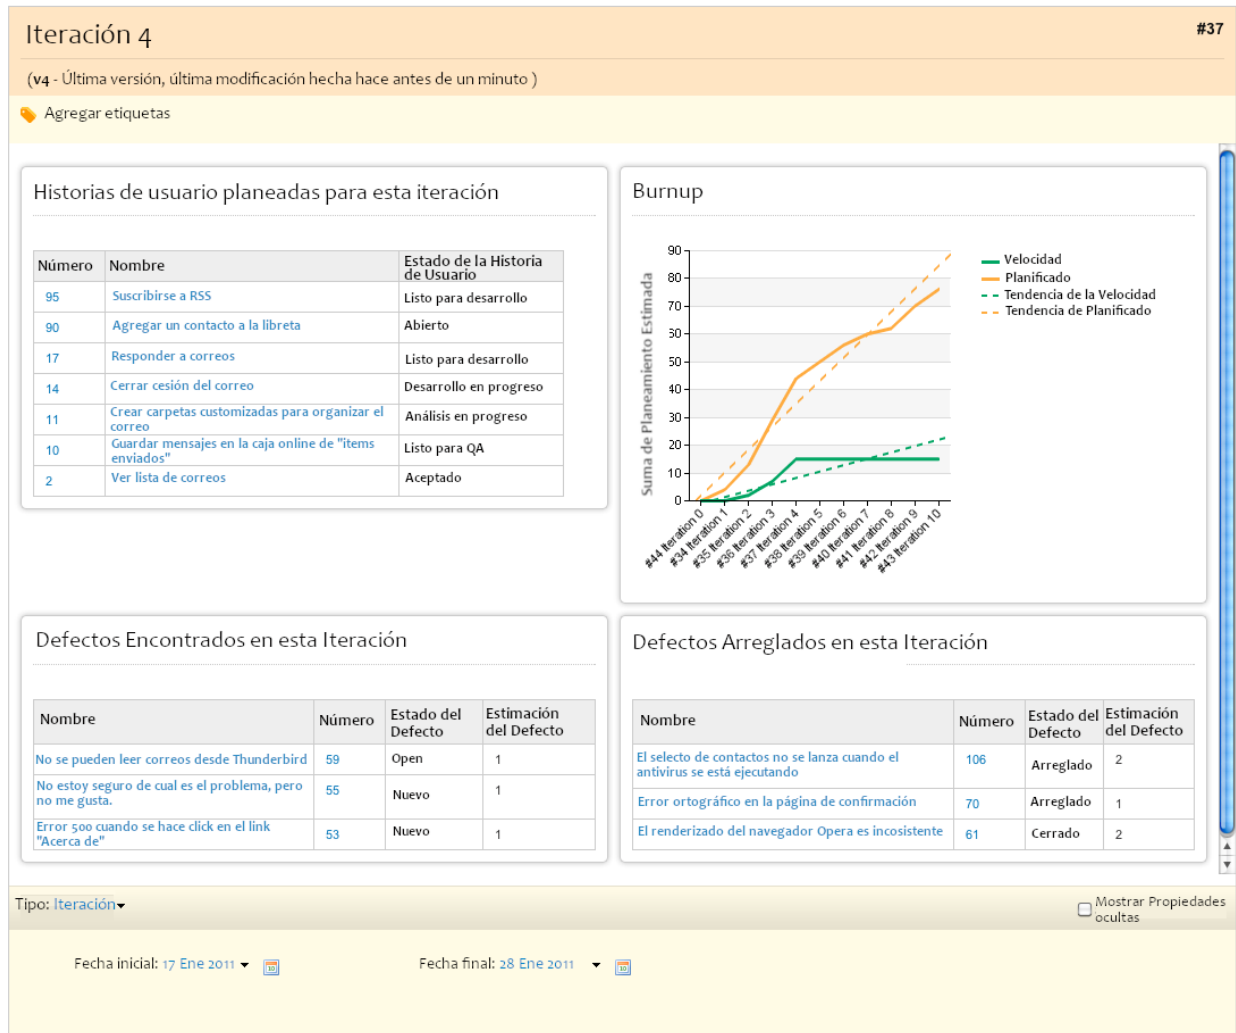 Iteración 4
#37
(v4 - Última versión, última modificación hecha hace antes de un minuto )
Agregar etiquetas
Historias de usuario planeadas para esta iteración
Número Nombre Estado de la Historia
de Usuario
95 Suscribirse a RSS Listo para desarrollo
90 Agregar un contacto a la libreta Abierto
17 Responder a correos Listo para desarrollo
14 Cerrar cesión del correo Desarrollo en progreso
11 Crear carpetas customizadas para organizar el
correo Análisis en progreso
10 Guardar mensajes en la caja online de "items
enviados" Listo para QA
2 Ver lista de correos Aceptado
Burnup
Suma de Planeamiento Estimada
90
80
70
50
50
40
30
20
10
0
#44 Iteration 0
#34 Iteration 1
#35 Iteration 2
#36 Iteration 3
#37 Iteration 4
#38 Iteration 5
#39 Iteration 6
#40 Iteration 7
#41 Iteration 8
#42 Iteration 9
#43 Iteration 10
Velocidad
Planificado
Tendencia de la Velocidad
Tendencia de Planificado
Defectos Encontrados en esta Iteración
Nombre Número Estado del
Defecto Estimación
del Defecto
No se pueden leer correos desde Thunderbird 59 Open 1
No estoy seguro de cual es el problema, pero
no me gusta. 55 Nuevo 1
Error 500 cuando se hace click en el link
"Acerca de" 53 Nuevo 1
Defectos Arreglados en esta Iteración
Nombre Número Estado del
Defecto Estimación
del Defecto
El selecto de contactos no se lanza cuando el
antivirus se está ejecutando 106 Arreglado 2
Error ortográfico en la página de confirmación 70 Arreglado 1
El renderizado del navegador Opera es incosistente 61 Cerrado 2
Tipo: Iteración
Mostrar Propiedades
ocultas
Fecha inicial: 17 Ene 2011
Fecha final: 28 Ene 2011